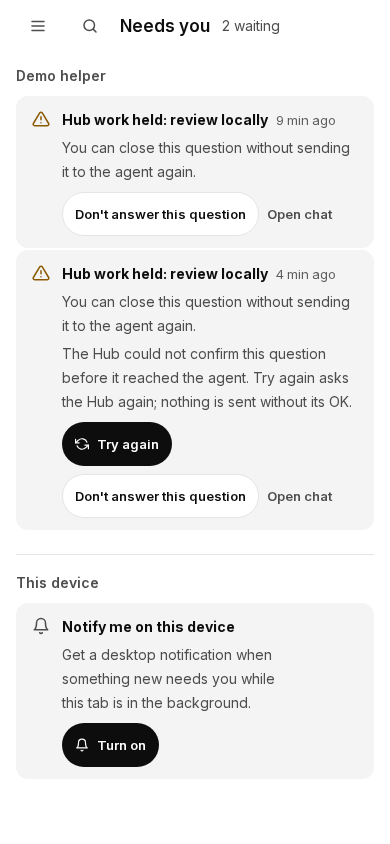 Needs you 2 waiting
Demo helper
Hub work held: review locally 9 min ago
You can close this question without sending
it to the agent again.
Don't answer this question Open chat
Hub work held: review locally 4 min ago
You can close this question without sending
it to the agent again.
The Hub could not confirm this question
before it reached the agent. Try again asks
the Hub again; nothing is sent without its OK.
Try again
Don't answer this question Open chat
This device
Notify me on this device
Get a desktop notification when
something new needs you while
this tab is in the background.
Turn on